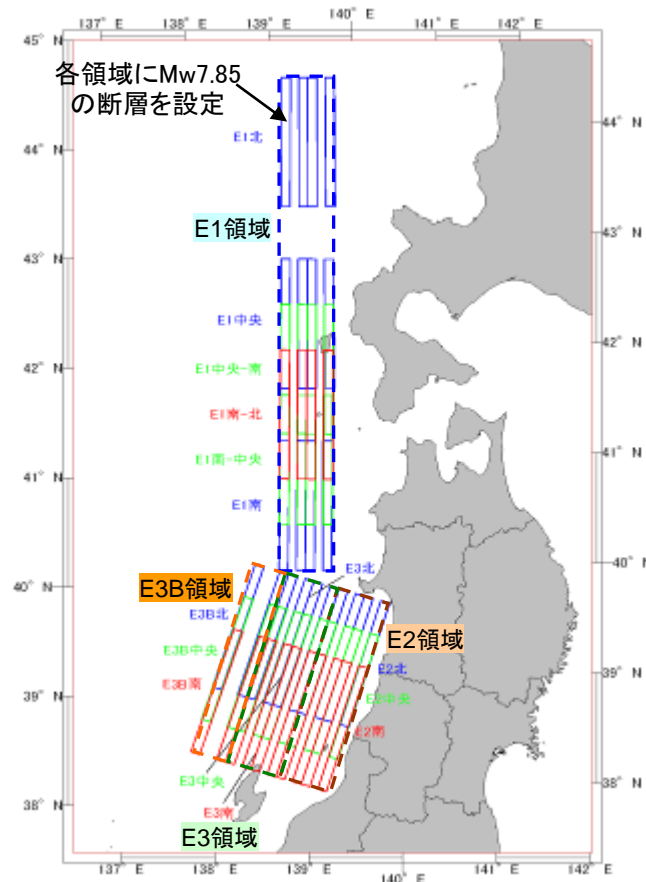 137° E 138° E 139° E 140° E 141° E 142° E
45° N
各領域にMw7.85
の断層を設定
E1北
44° N
44° N
E1領域
43° N
43° N
E1中央
42° N
42° N
E1中央-南
E1南-北
41° N
41° N
E1南-中央
E1南
40° N
40° N
E3北
E3B領域
E3B北
E2領域
E3B中央
E2北
39° N
39° N
E3B南
E2中央
E2南
E3中央
38° N
38° N
E3南
E3領域
137° E 138° E 139° E 140° E 141° E 142° E